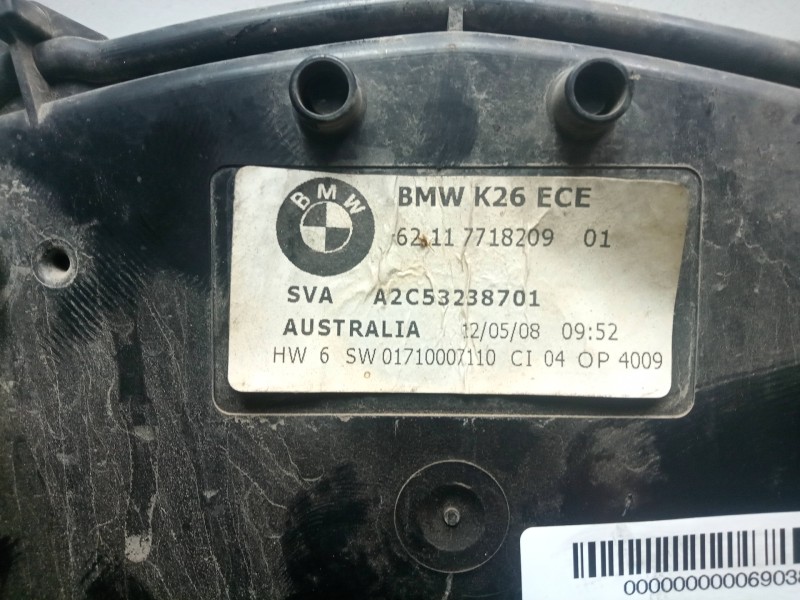 BMW
BMW K26 ECE
62.11 7718209 01
SVA A2C53238701
AUSTRALIA 12/05/08 09:52
HW 6 SW 01710007110 CI 04 OP 4009